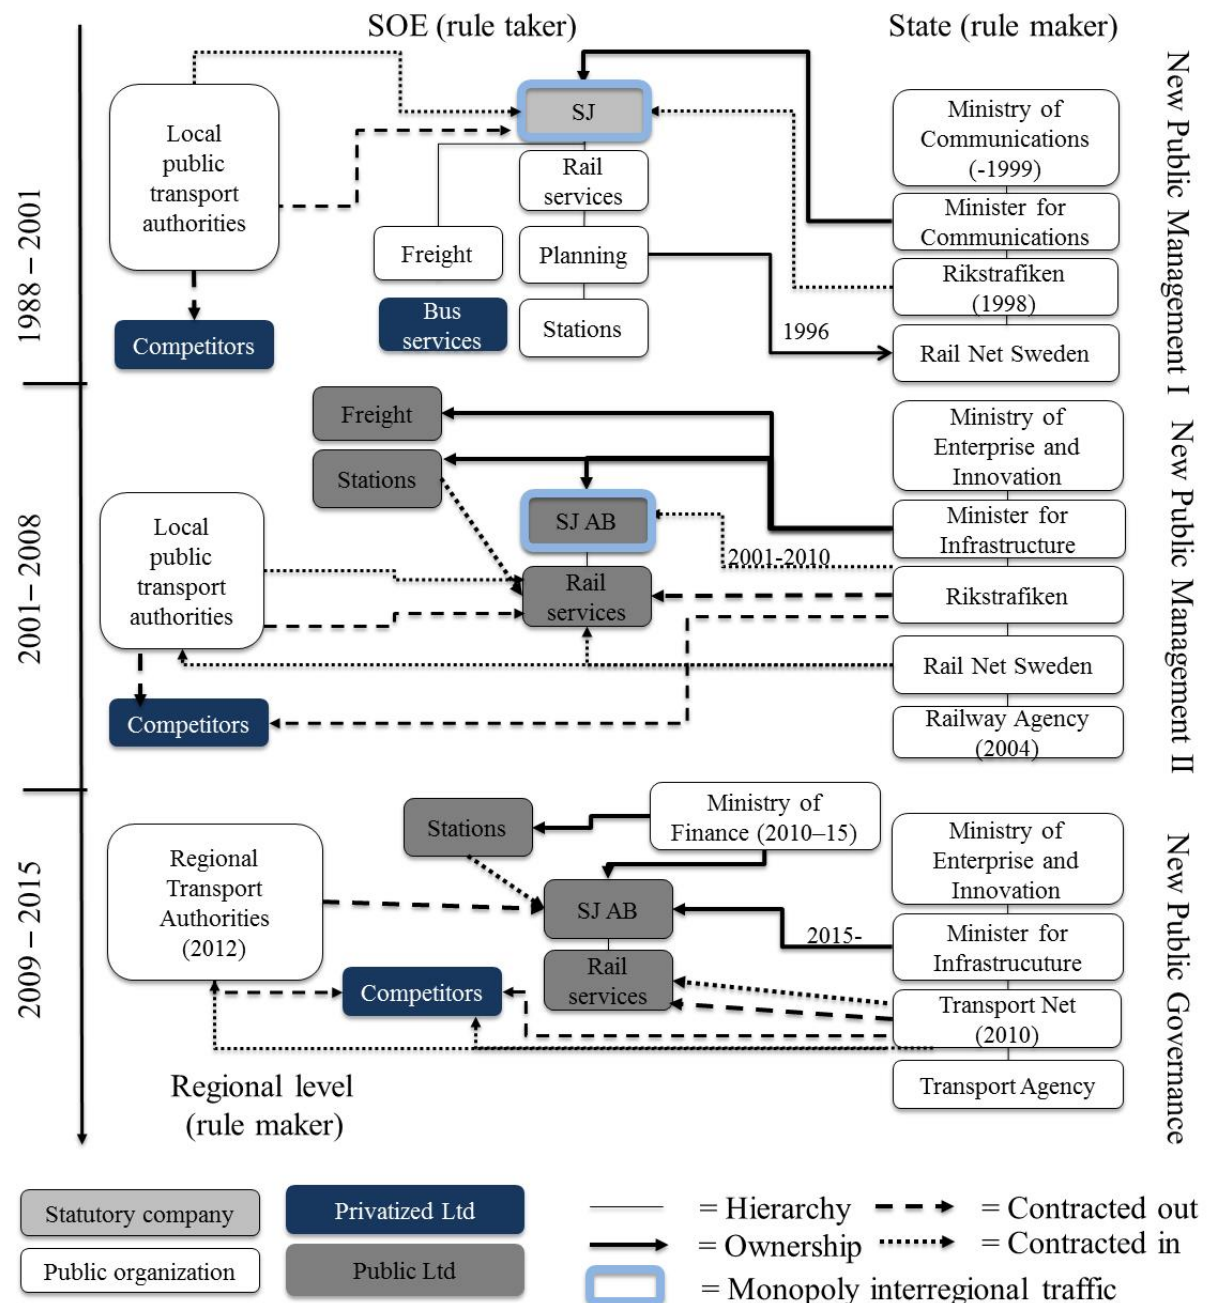 SOE (rule taker)
State (rule maker)
1988 – 2001
New Public Management I
Local
public
transport
authorities
Competitors
SJ
Rail
services
Freight
Planning
Bus
services
Stations
1996
Ministry of
Communications
(-1999)
Minister for
Communications
Rikstrafiken
(1998)
Rail Net Sweden
2001 – 2008
New Public Management II
Freight
Stations
Local
public
transport
authorities
Competitors
SJ AB
Rail
services
2001-2010
Ministry of
Enterprise and
Innovation
Minister for
Infrastructure
Rikstrafiken
Rail Net Sweden
Railway Agency
(2004)
2009 – 2015
New Public Governance
Stations
Ministry of
Finance (2010–15)
Regional
Transport
Authorities
(2012)
SJ AB
Rail
services
Competitors
2015-
Ministry of
Enterprise and
Innovation
Minister for
Infrastrucuture
Transport Net
(2010)
Transport Agency
Regional level
(rule maker)
Statutory company
Public organization
Privatized Ltd
Public Ltd
= Hierarchy
= Ownership
= Contracted out
= Contracted in
= Monopoly interregional traffic